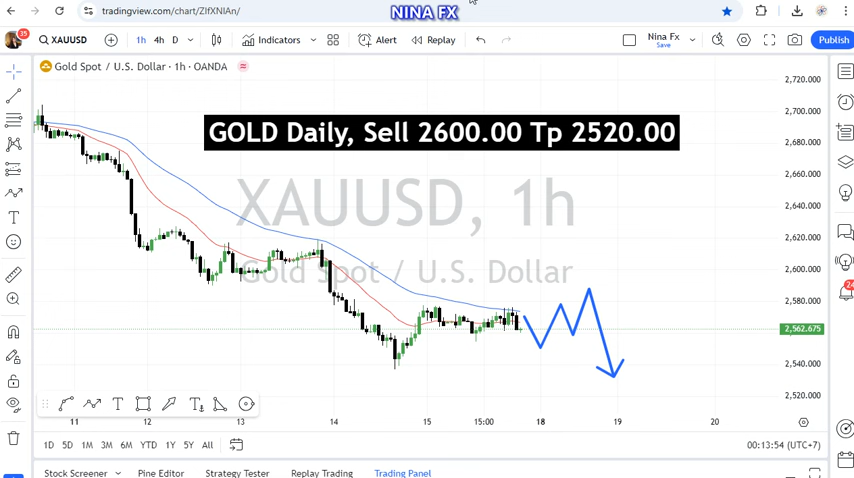 tradingview.com/chart/ZIfXNIAn/
NINA FX
35
XAUUSD
1h 4h D
Indicators
Alert
Replay
Nina Fx
Save
Publish
Gold Spot / U.S. Dollar · 1h · OANDA
GOLD Daily, Sell 2600.00 Tp 2520.00
XAUUSD, 1h
Gold Spot / U.S. Dollar
2,720.000
2,700.000
2,680.000
2,660.000
2,640.000
2,620.000
2,600.000
2,580.000
2,562.675
2,540.000
2,520.000
24
11 12 13 14 15 15:00 18 19 20
1D 5D 1M 3M 6M YTD 1Y 5Y All
00:13:54 (UTC+7)
Stock Screener Pine Editor Strategy Tester Replay Trading Trading Panel